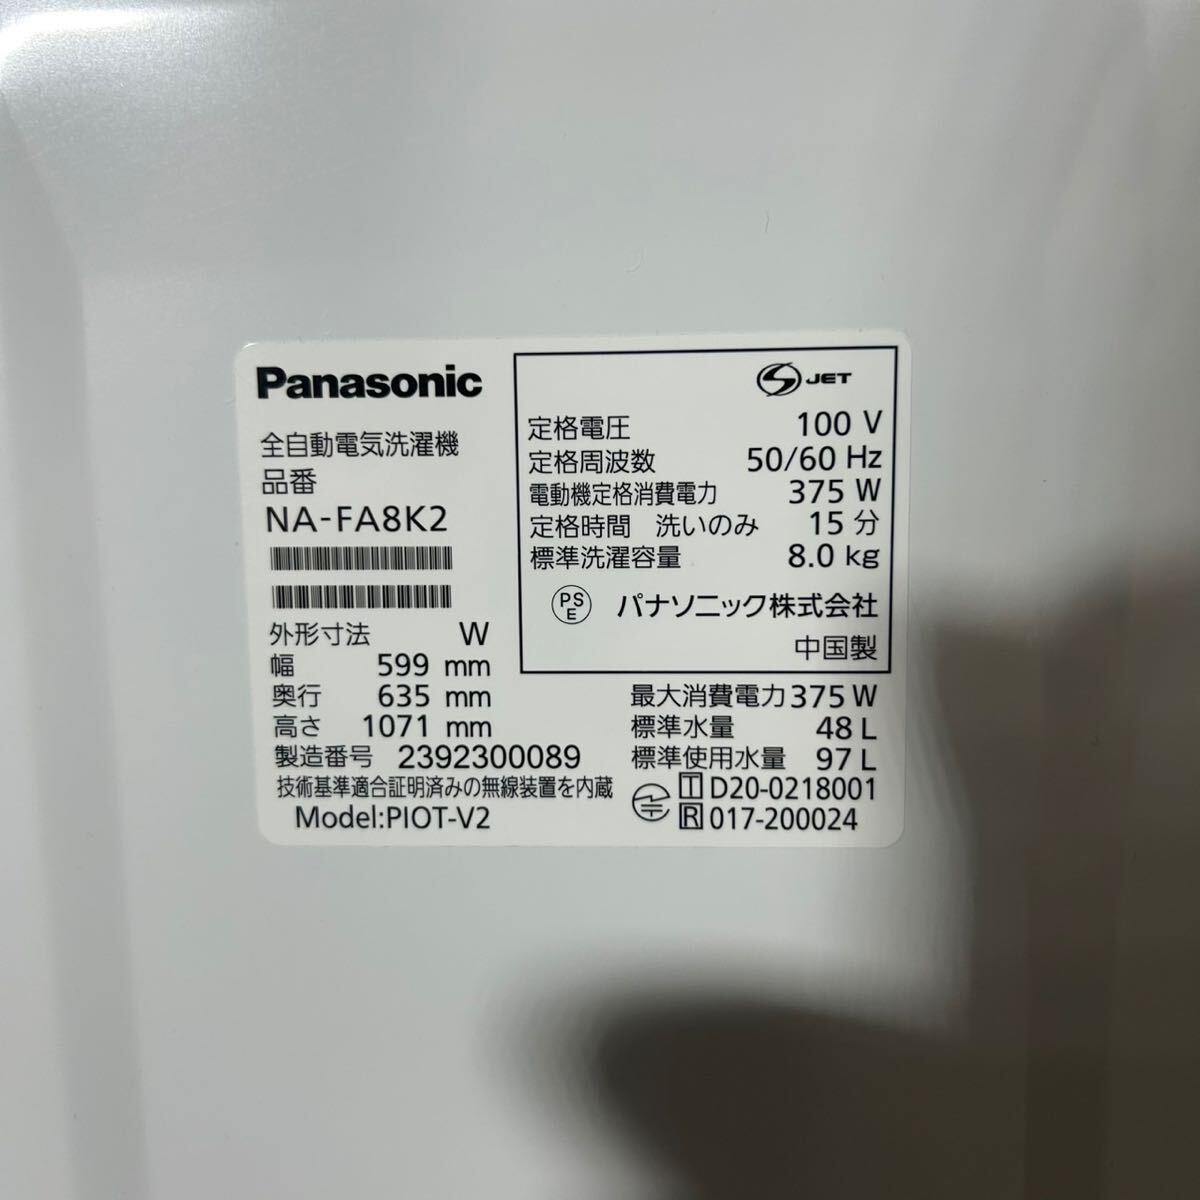 Panasonic
全自動電気洗濯機
品番
NA-FA8K2
外形寸法 W
幅 599 mm
奥行 635 mm
高さ 1071 mm
製造番号 2392300089
技術基準適合証明済みの無線装置を内蔵
Model:PIOT-V2
S JET
定格電圧 100 V
定格周波数 50/60 Hz
電動機定格消費電力 375 W
定格時間 洗いのみ 15 分
標準洗濯容量 8.0 kg
PS E パナソニック株式会社
中国製
最大消費電力 375 W
標準水量 48 L
標準使用水量 97 L
T D20-0218001
R 017-200024